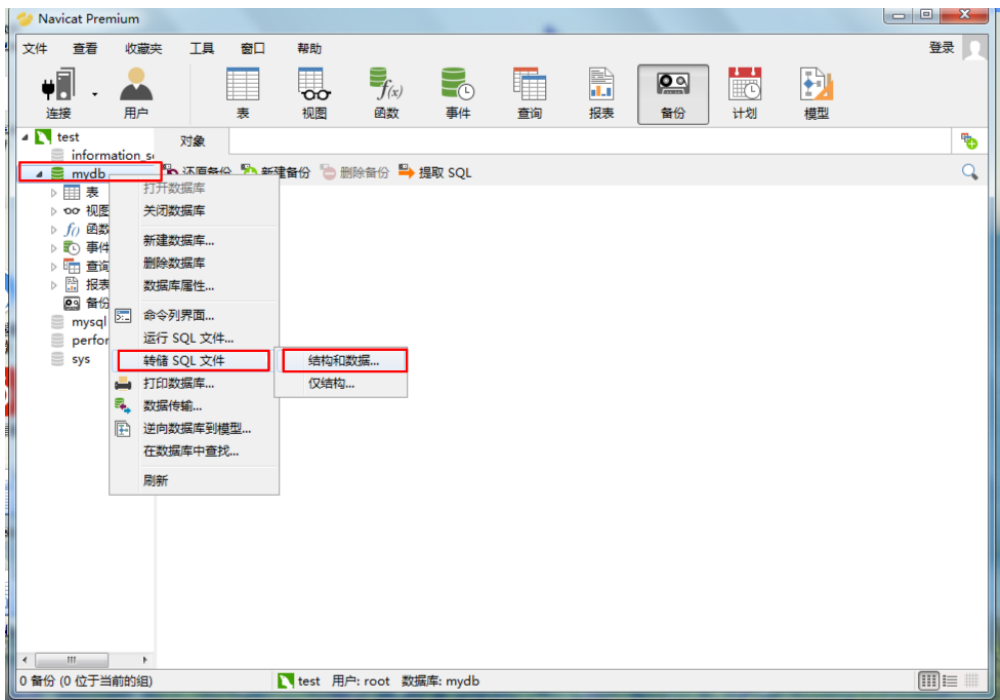 Navicat Premium
文件 查看 收藏夹 工具 窗口 帮助 登录
连接 用户 表 视图 函数 事件 查询 报表 备份 计划 模型
test 对象
information_s
mydb 还原备份 新建备份 删除备份 提取 SQL
表 打开数据库
视图 关闭数据库
函数
事件 新建数据库...
查询 删除数据库
报表 数据库属性...
备份
mysql 命令列界面...
perfor 运行 SQL 文件...
sys 转储 SQL 文件 结构和数据...
打印数据库... 仅结构...
数据传输...
逆向数据库到模型...
在数据库中查找...
刷新
0 备份 (0 位于当前的组) test 用户: root 数据库: mydb